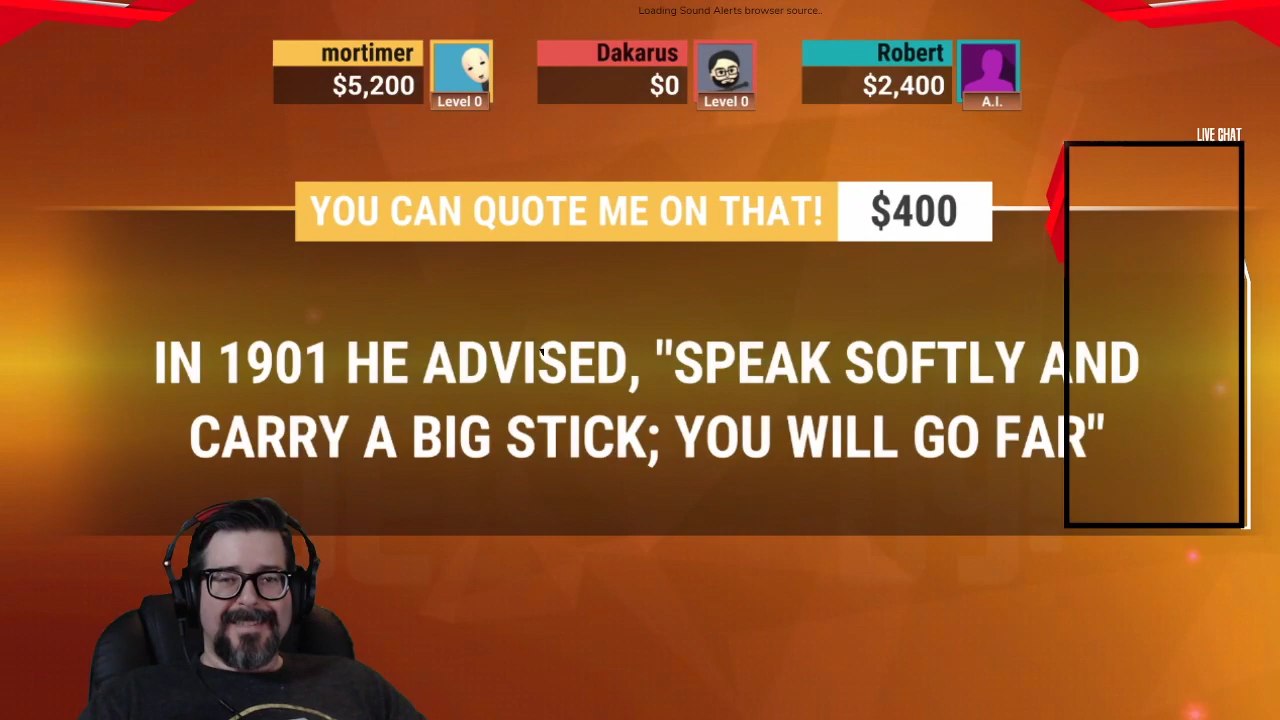 Loading Sound Alerts browser source..
mortimer
$5,200
Level 0
Dakarus
$0
Level 0
Robert
$2,400
A.I.
LIVE CHAT
YOU CAN QUOTE ME ON THAT! $400
IN 1901 HE ADVISED, "SPEAK SOFTLY AND
CARRY A BIG STICK; YOU WILL GO FAR"